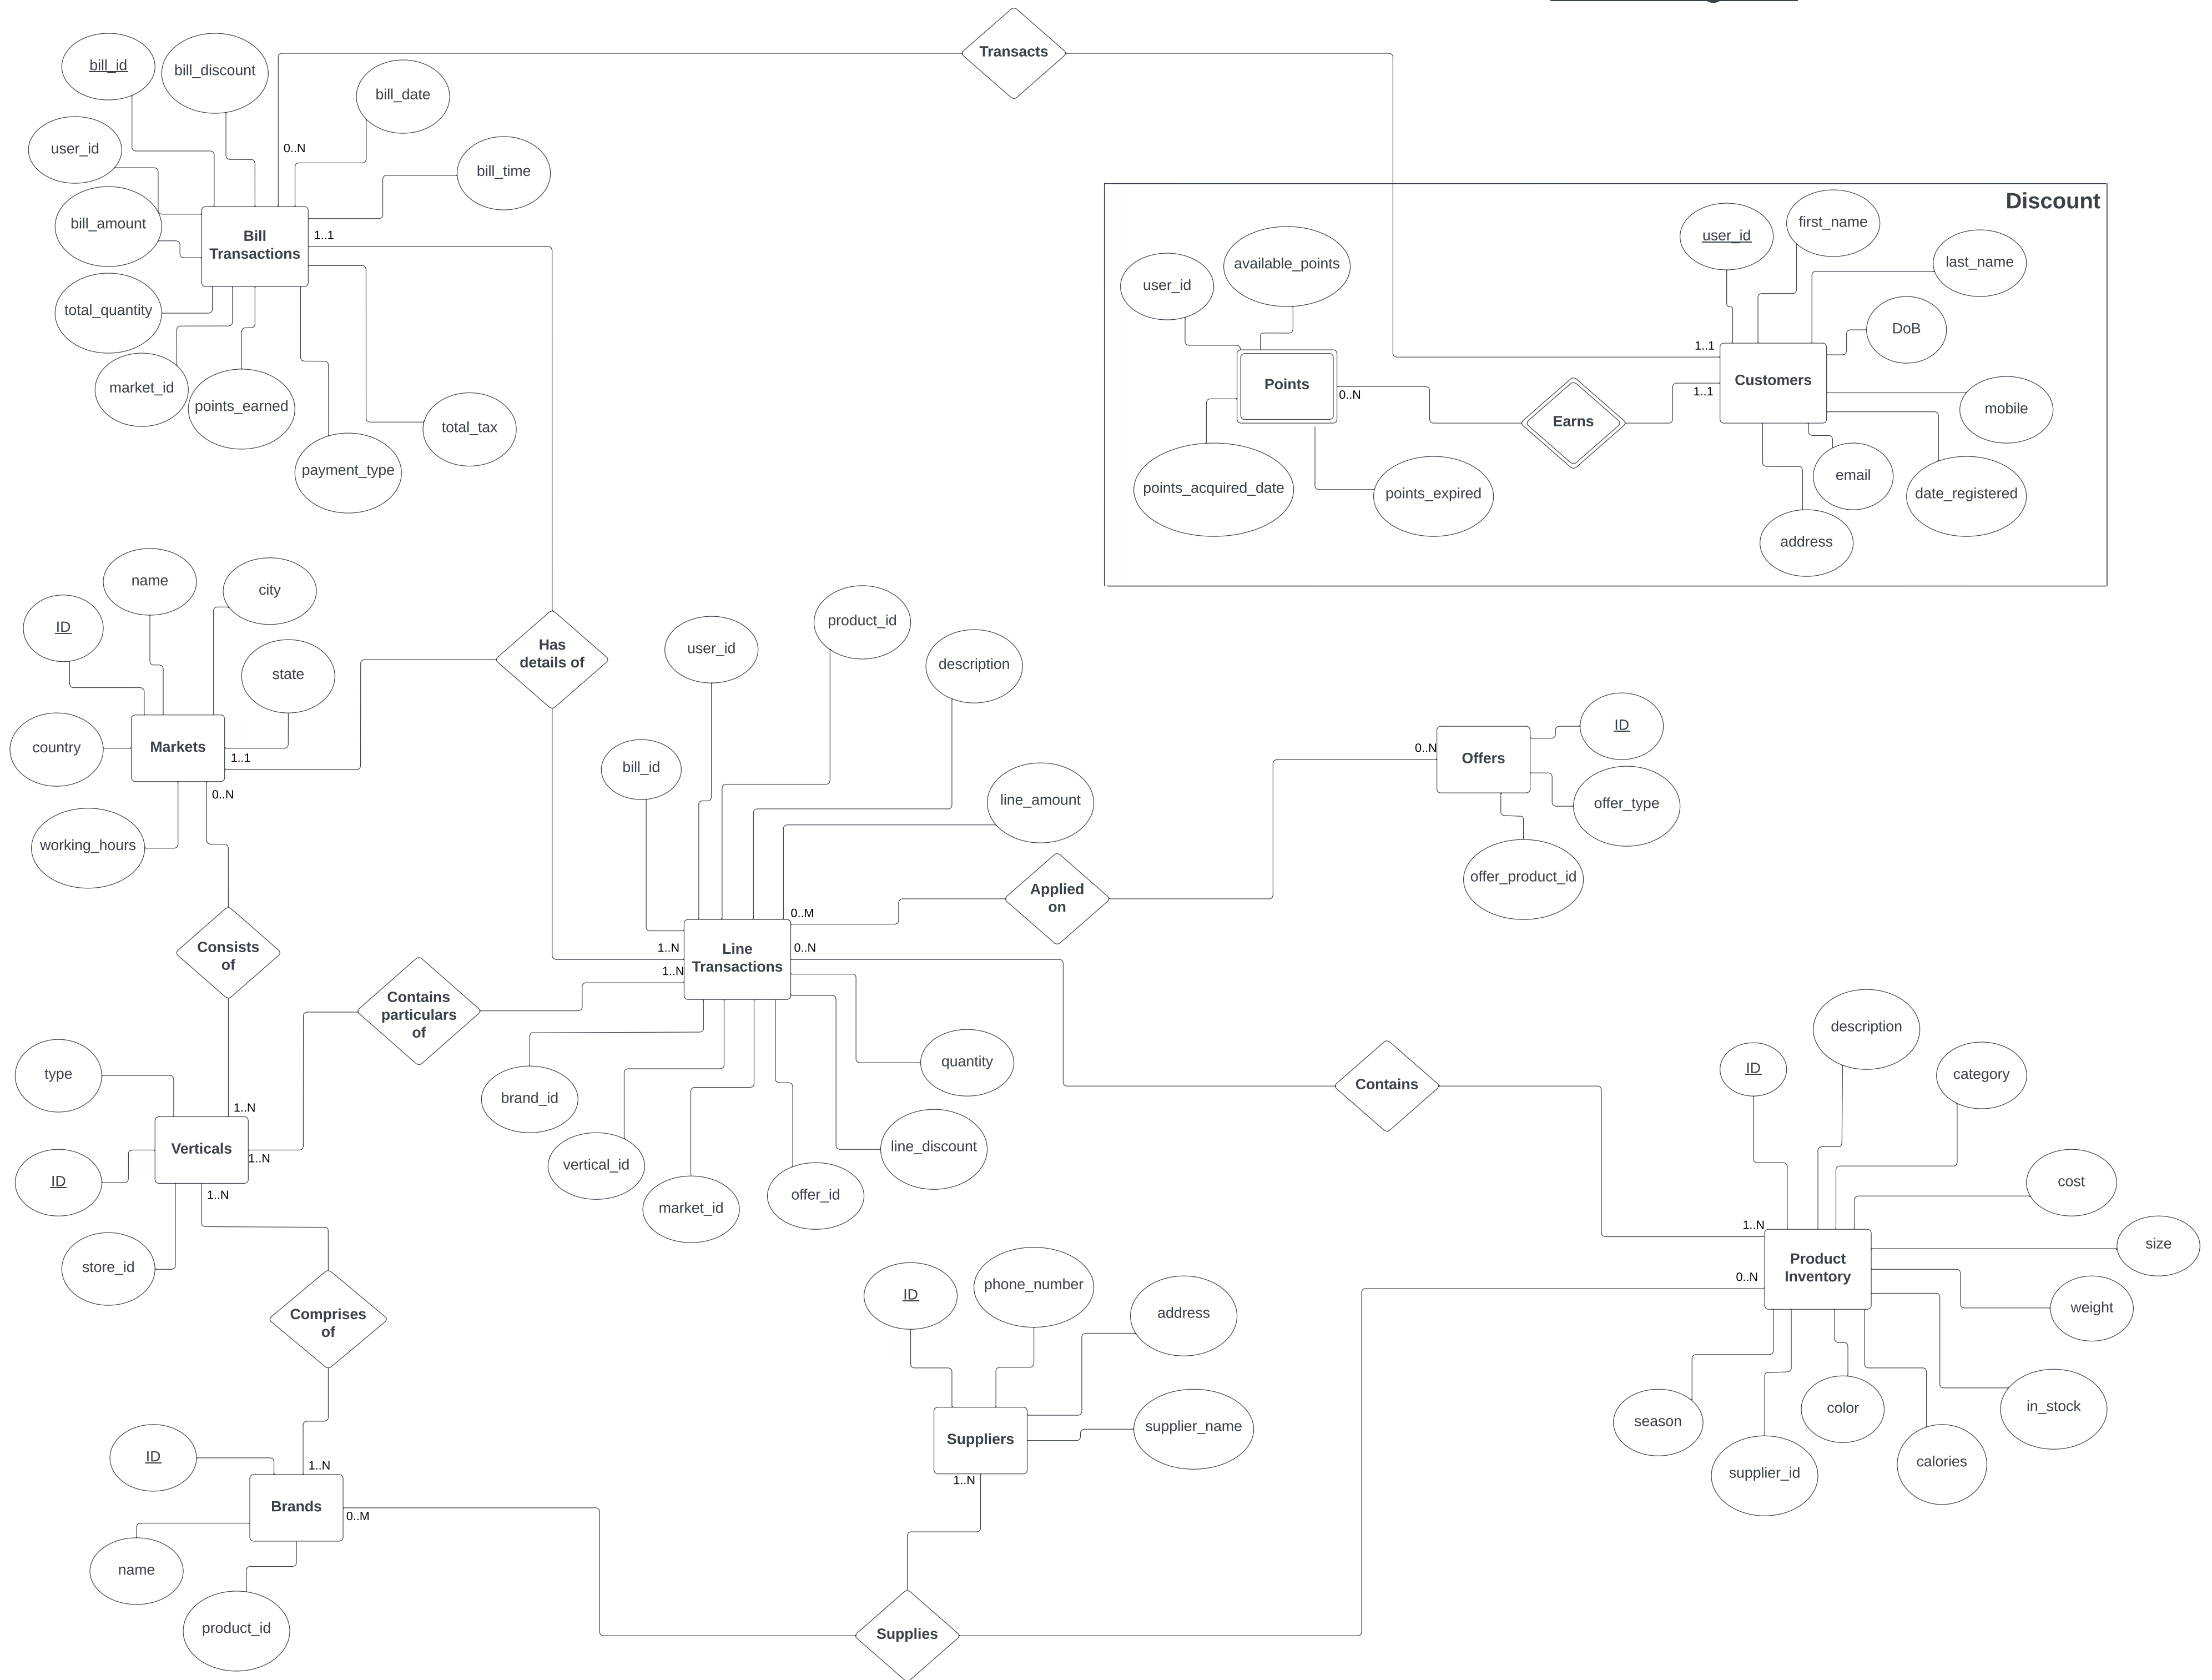 Transacts
bill_id
bill_discount
bill_date
user_id
0..N
bill_time
bill_amount
Bill
Transactions
1..1
total_quantity
market_id
points_earned
payment_type
total_tax
Discount
user_id
available_points
Points
0..N
points_acquired_date
points_expired
Earns
user_id
first_name
last_name
DoB
1..1
Customers
1..1
mobile
email
date_registered
address
name
city
ID
state
country
Markets
1..1
0..N
working_hours
Has
details of
user_id
product_id
description
bill_id
line_amount
Applied
on
0..N
Offers
ID
offer_type
offer_product_id
Consists
of
Contains
particulars
of
0..M
1..N
Line
Transactions
0..N
1..N
brand_id
vertical_id
market_id
offer_id
quantity
line_discount
Contains
type
1..N
Verticals
1..N
ID
1..N
store_id
Comprises
of
ID
description
category
cost
size
1..N
Product
Inventory
0..N
weight
in_stock
season
color
supplier_id
calories
ID
phone_number
address
Suppliers
supplier_name
1..N
ID
1..N
Brands
0..M
name
product_id
Supplies